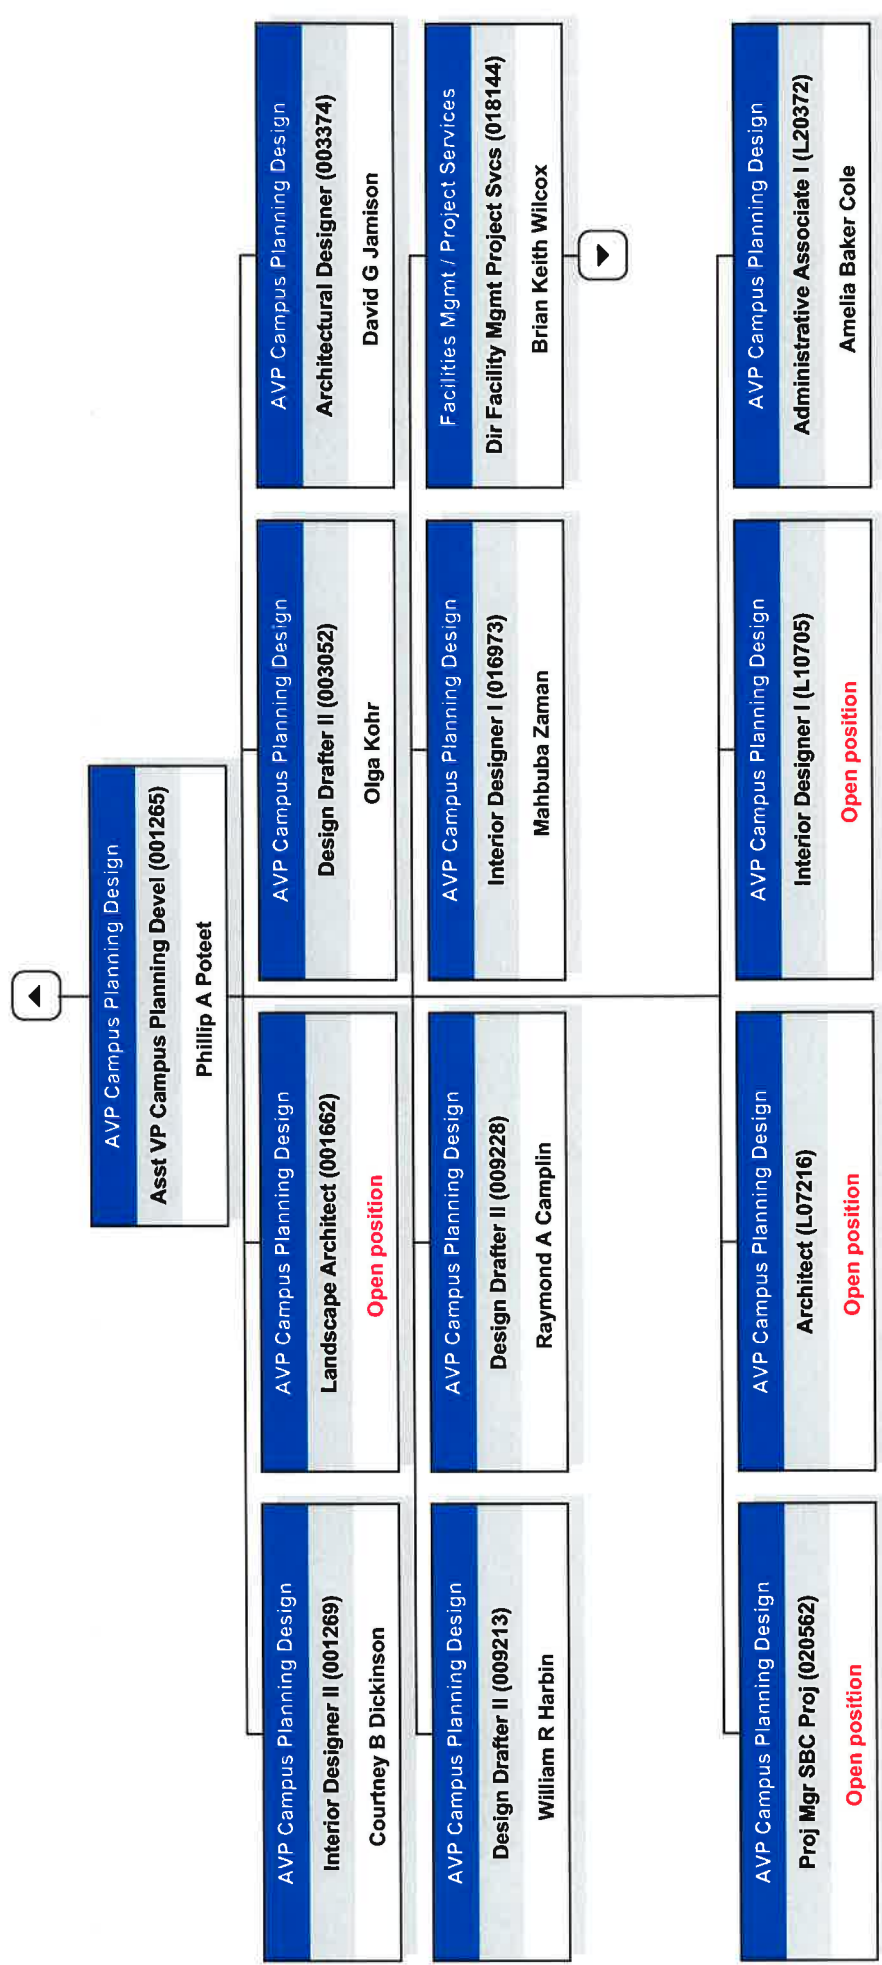 AVP Campus Planning Design
Asst VP Campus Planning Devel (001265)
Phillip A Poteet
AVP Campus Planning Design
Interior Designer II (001269)
Courtney B Dickinson
AVP Campus Planning Design
Landscape Architect (001662)
Open position
AVP Campus Planning Design
Design Drafter II (003052)
Olga Kohr
AVP Campus Planning Design
Architectural Designer (003374)
David G Jamison
AVP Campus Planning Design
Design Drafter II (009213)
William R Harbin
AVP Campus Planning Design
Design Drafter II (009228)
Raymond A Camplin
AVP Campus Planning Design
Interior Designer I (016973)
Mahbuba Zaman
Facilities Mgmt / Project Services
Dir Facility Mgmt Project Svcs (018144)
Brian Keith Wilcox
AVP Campus Planning Design
Proj Mgr SBC Proj (020562)
Open position
AVP Campus Planning Design
Architect (L07216)
Open position
AVP Campus Planning Design
Interior Designer I (L10705)
Open position
AVP Campus Planning Design
Administrative Associate I (L20372)
Amelia Baker Cole